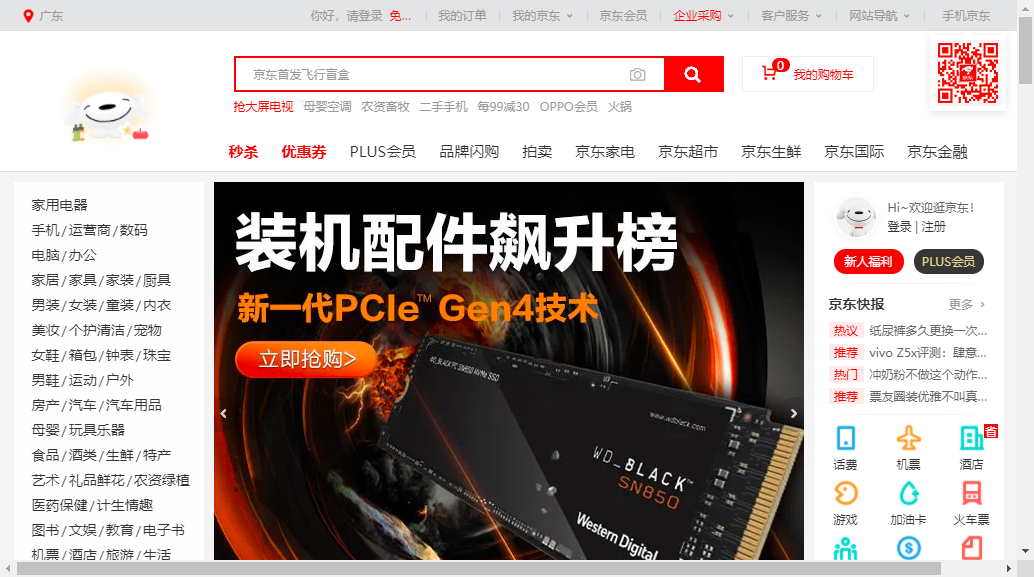 广东
你好，请登录 免...
我的订单
我的京东
京东会员
企业采购
客户服务
网站导航
手机京东
京东首发飞行盲盒
0
我的购物车
抢大屏电视 母婴空调 农资畜牧 二手手机 每99减30 OPPO会员 火锅
秒杀 优惠券 PLUS会员 品牌闪购 拍卖 京东家电 京东超市 京东生鲜 京东国际 京东金融
家用电器
手机/运营商/数码
电脑/办公
家居/家具/家装/厨具
男装/女装/童装/内衣
美妆/个护清洁/宠物
女鞋/箱包/钟表/珠宝
男鞋/运动/户外
房产/汽车/汽车用品
母婴/玩具乐器
食品/酒类/生鲜/特产
艺术/礼品鲜花/农资绿植
医药保健/计生情趣
图书/文娱/教育/电子书
机票/酒店/旅游/生活
装机配件飙升榜
新一代PCIe™ Gen4技术
立即抢购>
WD_BLACK PC SN850 NVMe SSD
www.wdblack.com
WD_BLACK™
SN850
Western Digital
Hi~欢迎逛京东！
登录 | 注册
新人福利 PLUS会员
京东快报 更多
热议 纸尿裤多久更换一次...
推荐 vivo Z5x评测：肆意...
热门 冲奶粉不做这个动作...
推荐 票友圈装优雅不叫真...
省
话费 机票 酒店
游戏 加油卡 火车票